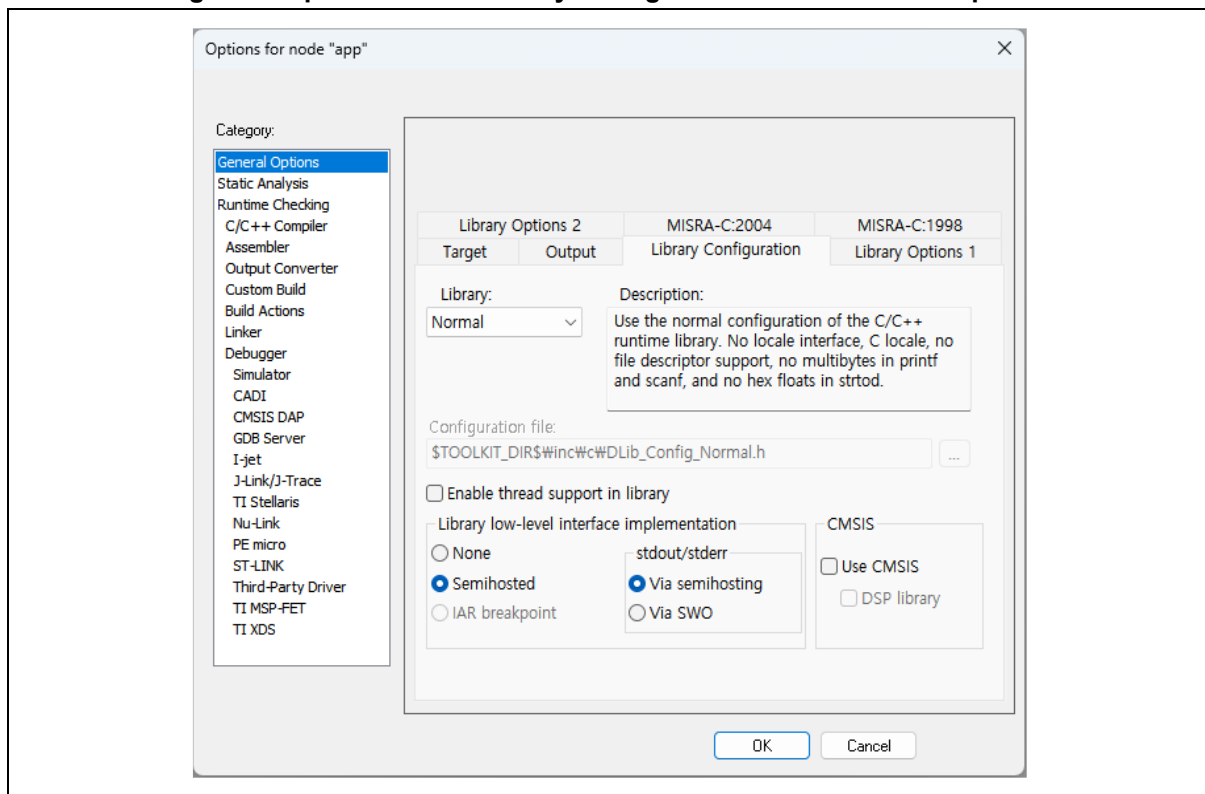 Options for node "app"
Category:
General Options
Static Analysis
Runtime Checking
C/C++ Compiler
Assembler
Output Converter
Custom Build
Build Actions
Linker
Debugger
Simulator
CADI
CMSIS DAP
GDB Server
I-jet
J-Link/J-Trace
TI Stellaris
Nu-Link
PE micro
ST-LINK
Third-Party Driver
TI MSP-FET
TI XDS
Library Options 2 MISRA-C:2004 MISRA-C:1998
Target Output Library Configuration Library Options 1
Library:
Normal
Description:
Use the normal configuration of the C/C++
runtime library. No locale interface, C locale, no
file descriptor support, no multibytes in printf
and scanf, and no hex floats in strtod.
Configuration file:
$TOOLKIT_DIR$₩inc₩c₩DLib_Config_Normal.h ...
Enable thread support in library
Library low-level interface implementation
None
Semihosted
IAR breakpoint
stdout/stderr
Via semihosting
Via SWO
CMSIS
Use CMSIS
DSP library
OK Cancel